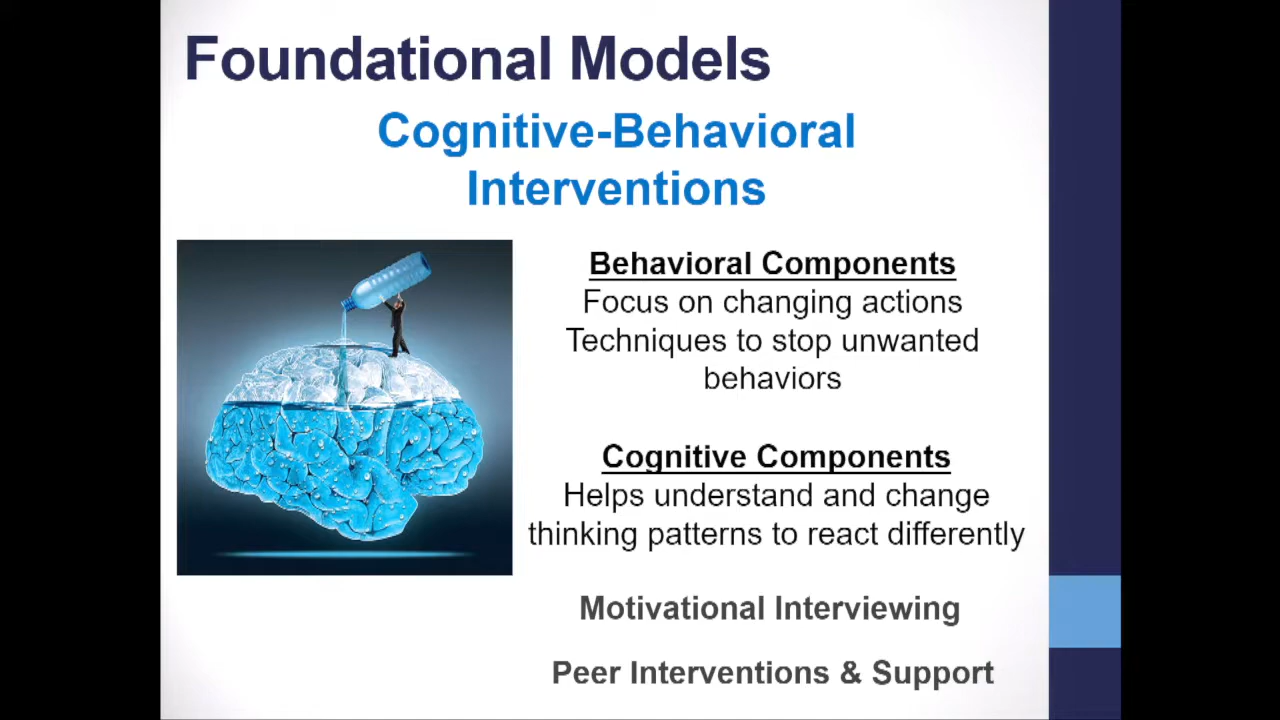 Foundational Models
Cognitive-Behavioral
Interventions
Behavioral Components
Focus on changing actions
Techniques to stop unwanted
behaviors
Cognitive Components
Helps understand and change
thinking patterns to react differently
Motivational Interviewing
Peer Interventions & Support